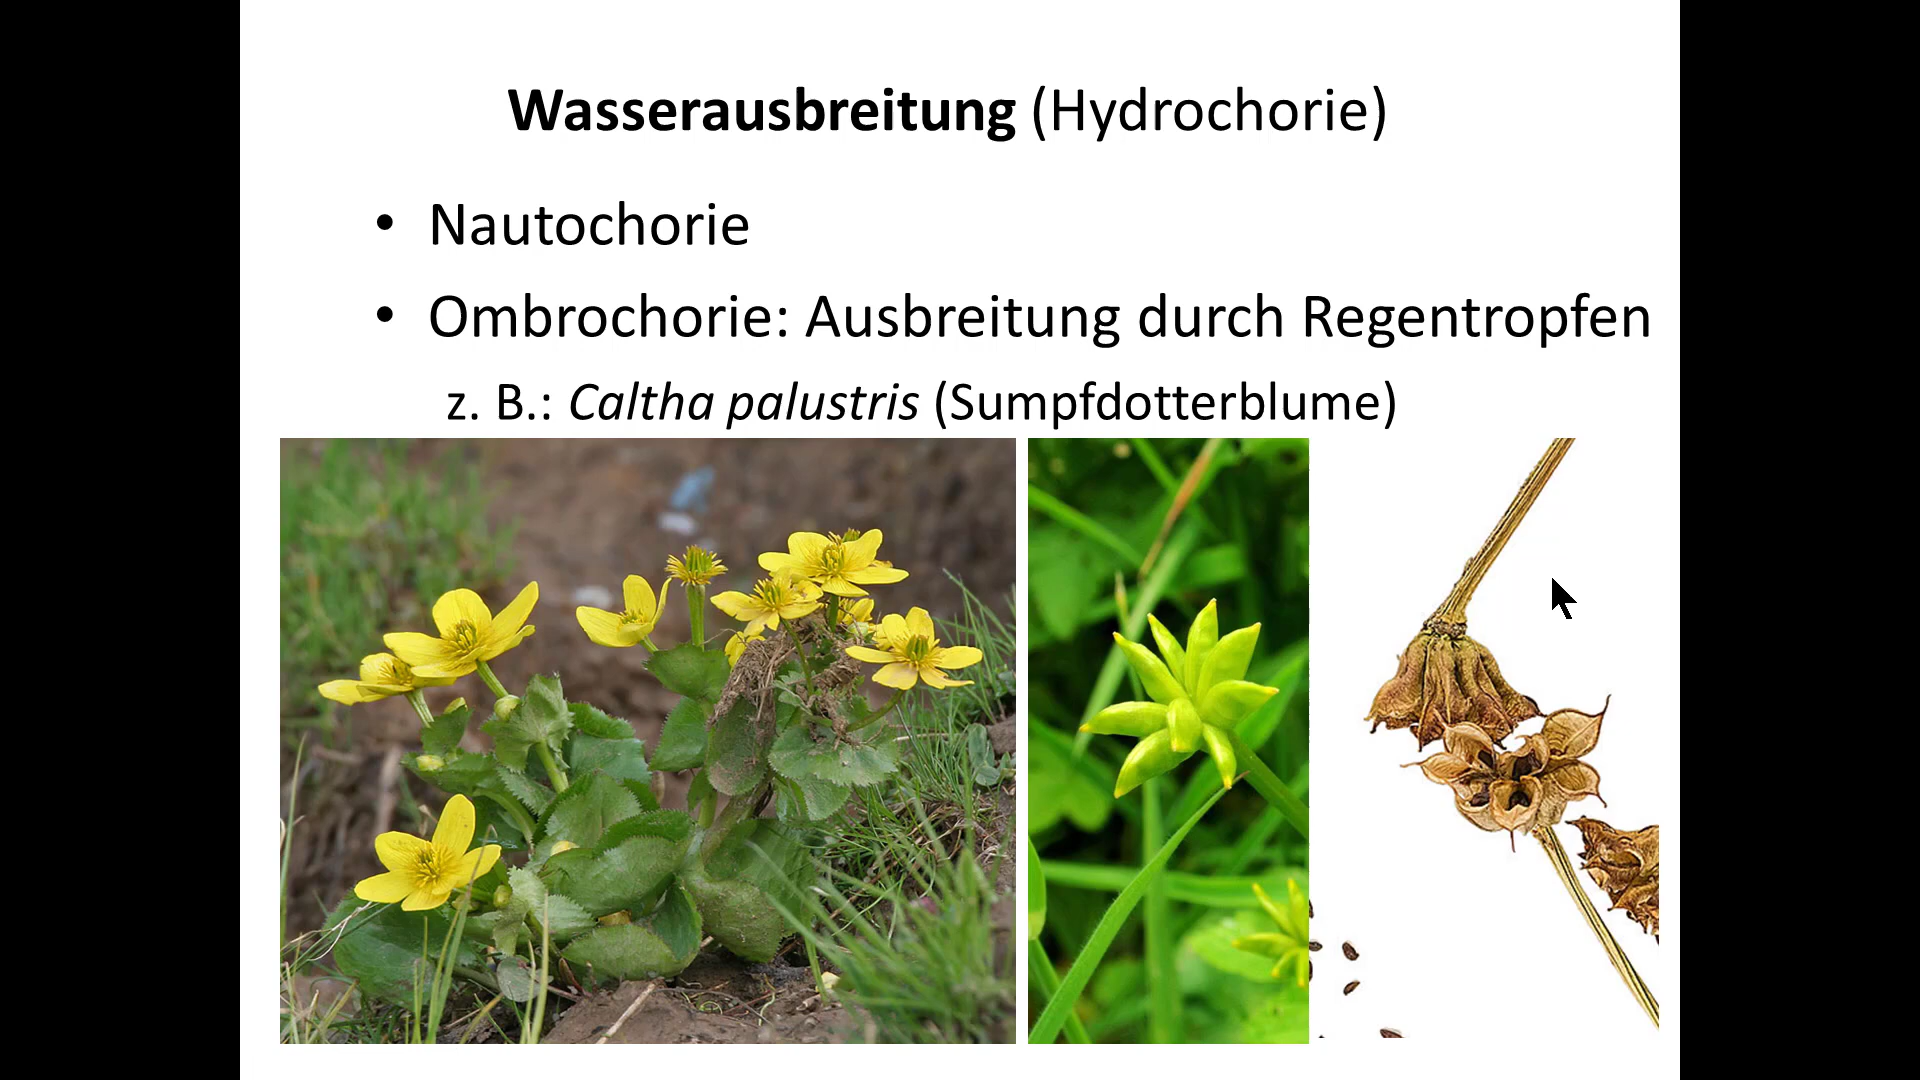 Wasserausbreitung (Hydrochorie)
• Nautochorie
• Ombrochorie: Ausbreitung durch Regentropfen
z. B.: Caltha palustris (Sumpfdotterblume)